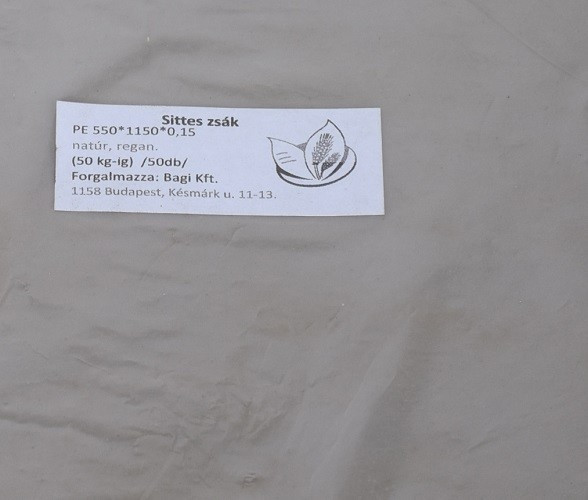 Sittes zsák
PE 550*1150*0,15
natúr, regan.
(50 kg-ig) /50db/
Forgalmazza: Bagi Kft.
1158 Budapest, Késmárk u. 11-13.